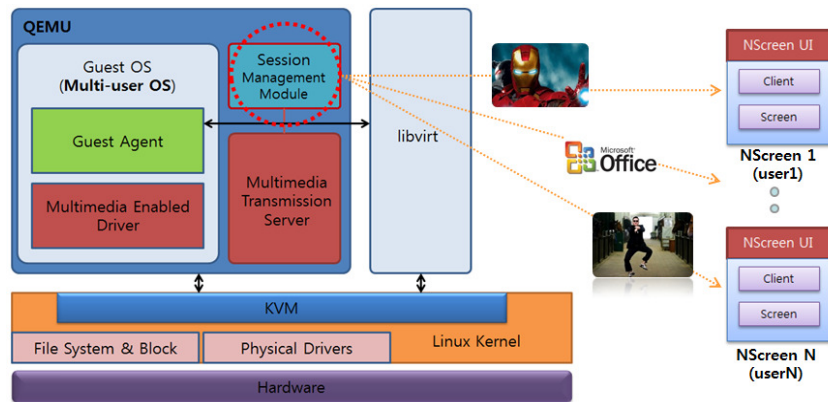 QEMU
Guest OS
(Multi-user OS)
Guest Agent
Multimedia Enabled
Driver
Session
Management
Module
Multimedia
Transmission
Server
libvirt
Microsoft
Office
NScreen UI
Client
Screen
NScreen 1
(user1)
NScreen UI
Client
Screen
NScreen N
(userN)
KVM
File System & Block
Physical Drivers
Linux Kernel
Hardware